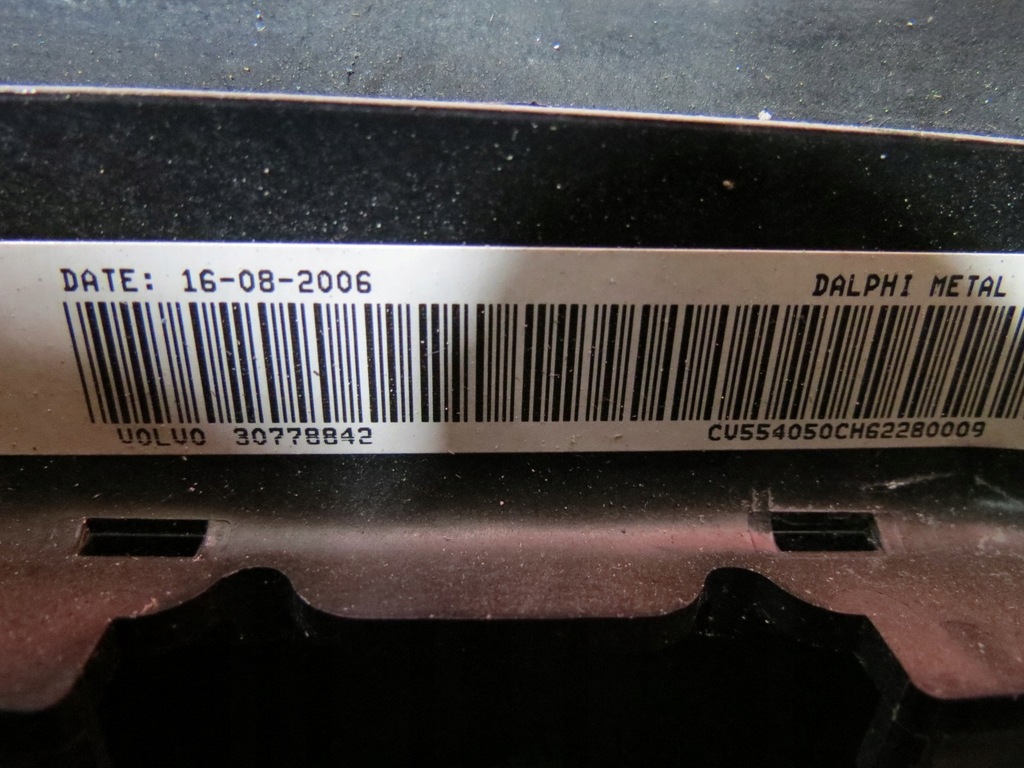 DATE: 16-08-2006 DALPHI METAL
VOLVO 30778842 CV554050CH62280009